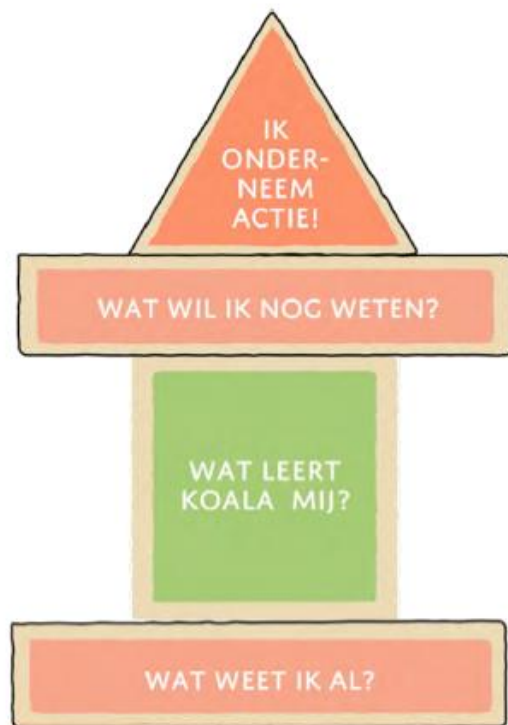 IK
ONDER-
NEEM
ACTIE!
WAT WIL IK NOG WETEN?
WAT LEERT
KOALA MIJ?
WAT WEET IK AL?